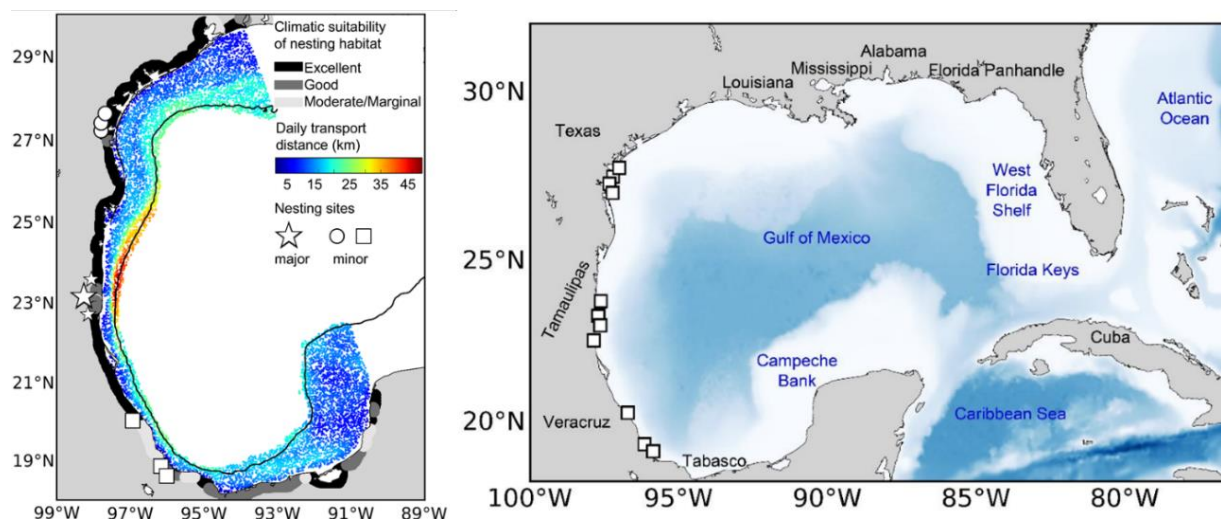 Climatic suitability
of nesting habitat
Excellent
Good
Moderate/Marginal
Daily transport
distance (km)
5 15 30 45
Nesting sites
major minor
29°N
27°N
25°N
23°N
21°N
19°N
99°W 97°W 95°W 93°W 91°W 89°W
Alabama
Mississippi
Florida Panhandle
Louisiana
Texas
Atlantic
Ocean
West
Florida
Shelf
Gulf of Mexico
Florida Keys
Tamaulipas
Cuba
Campeche
Bank
Caribbean Sea
Veracruz
Tabasco
30°N
25°N
20°N
100°W 95°W 90°W 85°W 80°W